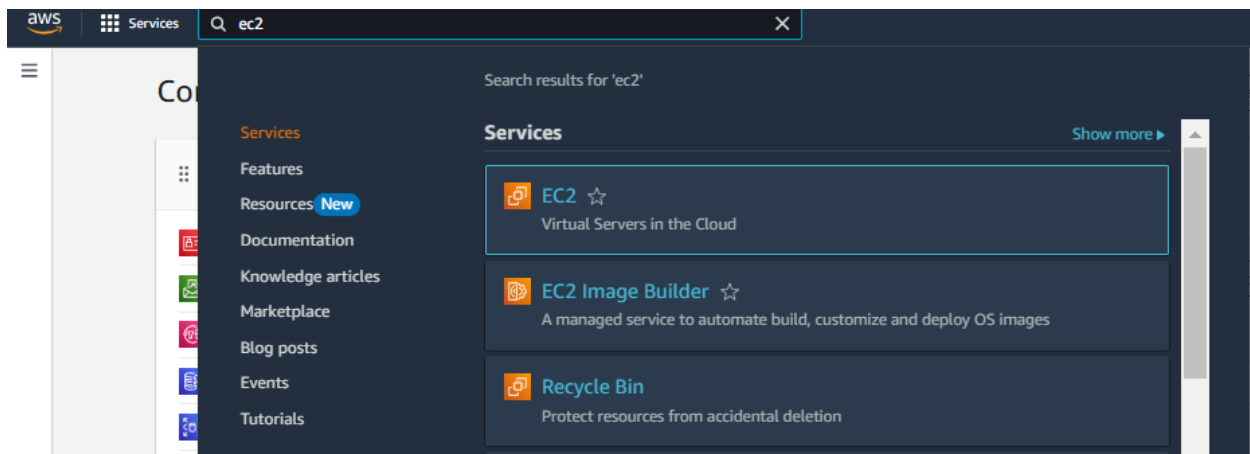 aws
Services
ec2
Search results for 'ec2'
Services
Features
Resources New
Documentation
Knowledge articles
Marketplace
Blog posts
Events
Tutorials
Services
Show more
EC2
Virtual Servers in the Cloud
EC2 Image Builder
A managed service to automate build, customize and deploy OS images
Recycle Bin
Protect resources from accidental deletion